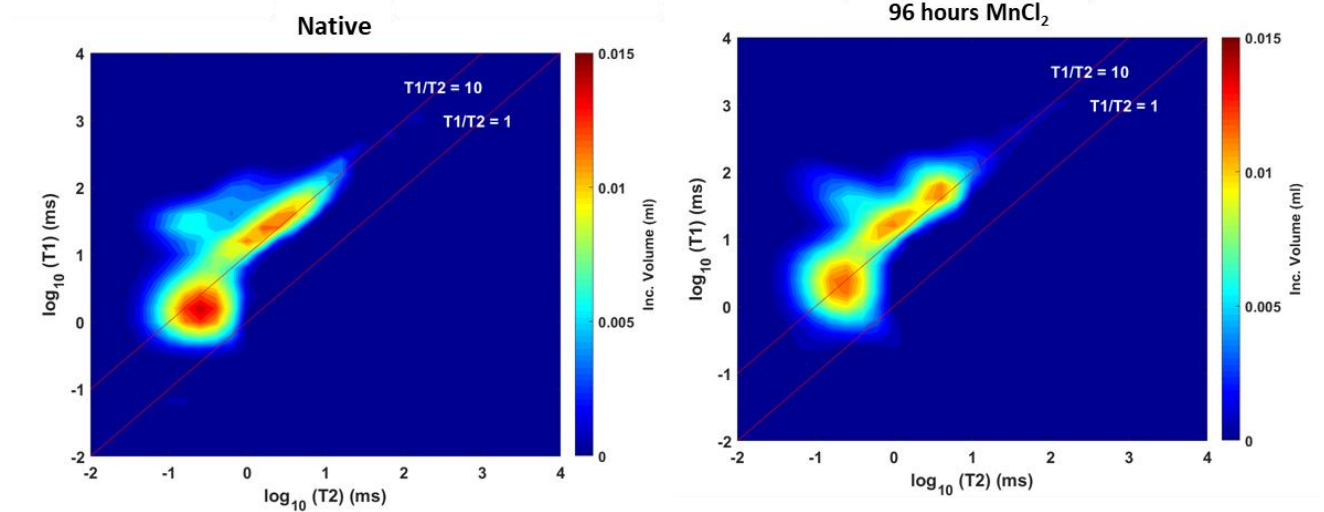 Native
4
3
2
1
0
-1
-2
-2 -1 0 1 2 3 4
log10 (T1) (ms)
log10 (T2) (ms)
T1/T2 = 10
T1/T2 = 1
0.015
0.010
0.005
0
Inc. Volume (ml)
96 hours MnCl2
4
3
2
1
0
-1
-2
-2 -1 0 1 2 3 4
log10 (T1) (ms)
log10 (T2) (ms)
T1/T2 = 10
T1/T2 = 1
0.015
0.01
0.005
0
Inc. Volume (ml)